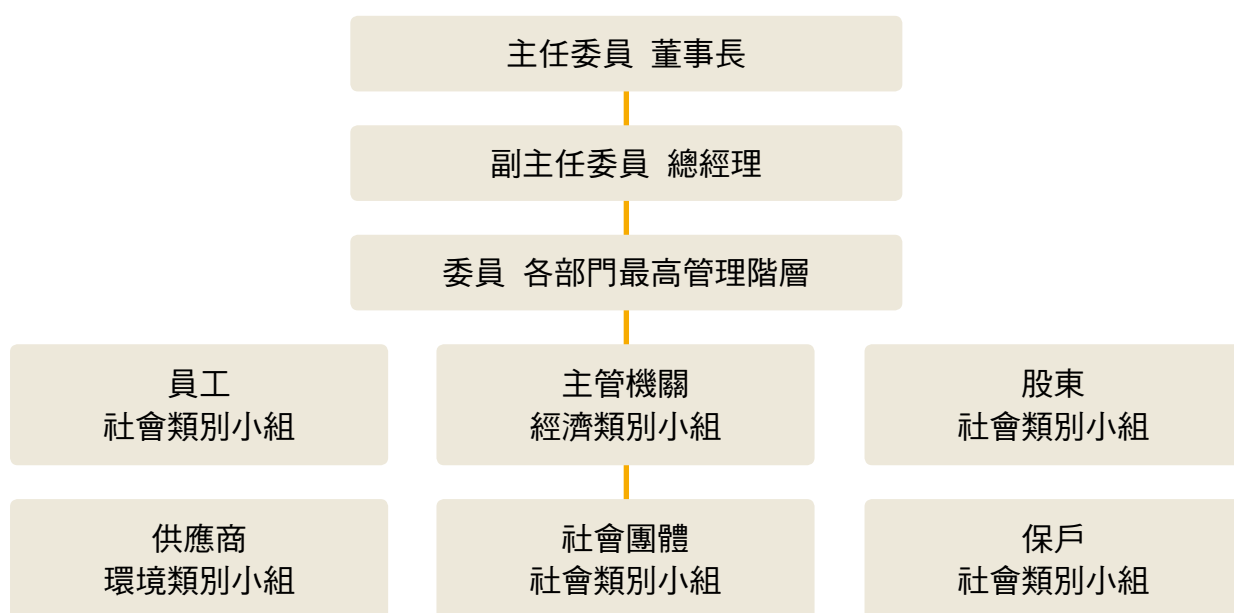 主任委員 董事長
副主任委員 總經理
委員 各部門最高管理階層
員工
社會類別小組
主管機關
經濟類別小組
股東
社會類別小組
供應商
環境類別小組
社會團體
社會類別小組
保戶
社會類別小組